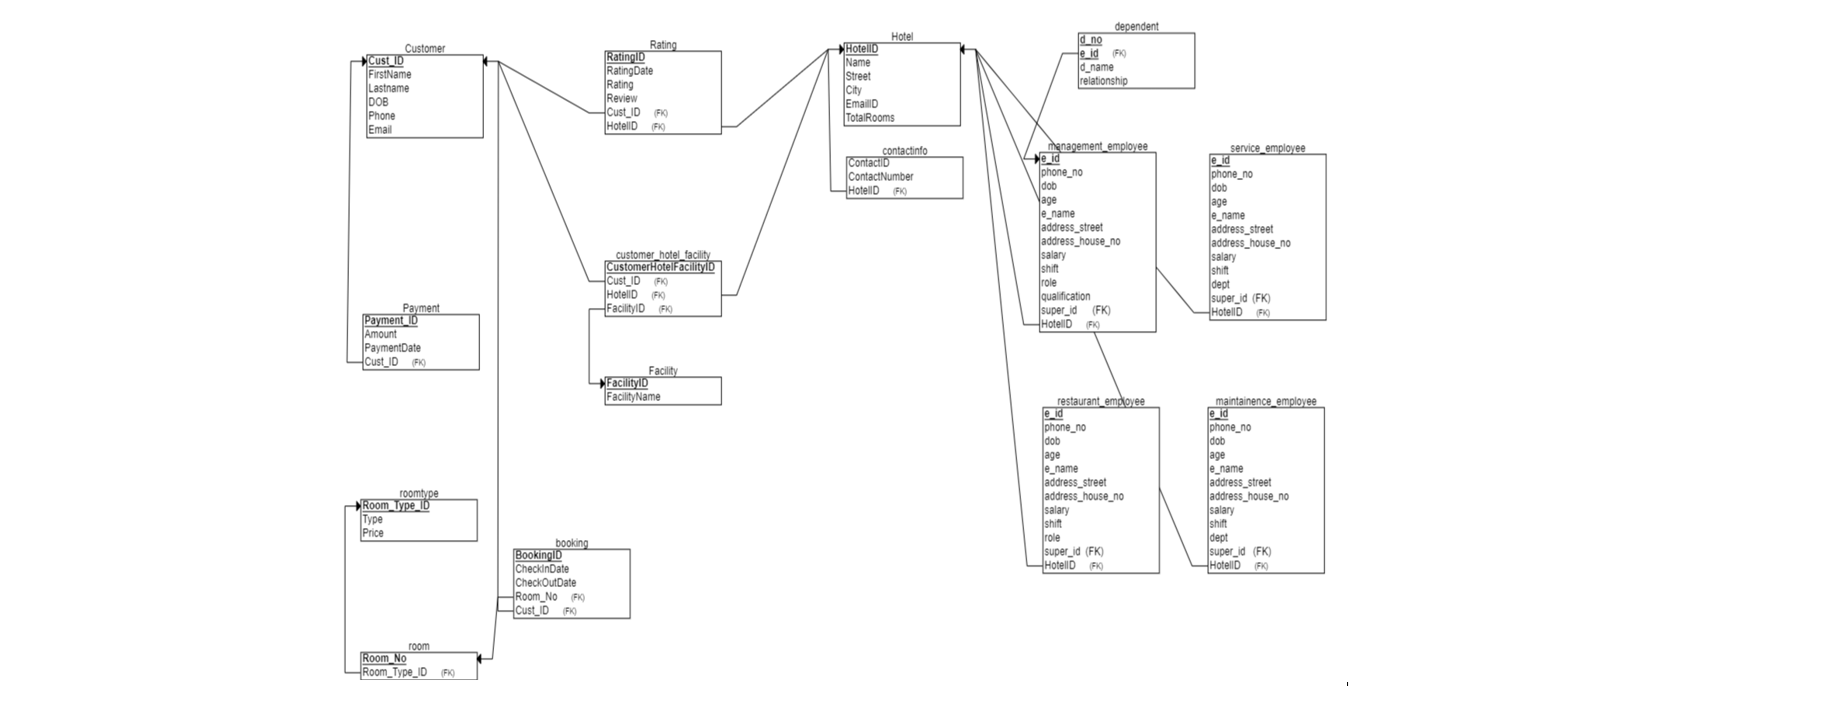 Customer
Cust_ID
FirstName
Lastname
DOB
Phone
Email
Rating
RatingID
RatingDate
Rating
Review
Cust_ID (FK)
HotelID (FK)
Hotel
HotelID
Name
Street
City
EmailID
TotalRooms
dependent
d_no
e_id (FK)
d_name
relationship
contactinfo
ContactID
ContactNumber
HotelID (FK)
management_employee
e_id
phone_no
dob
age
e_name
address_street
address_house_no
salary
shift
role
qualification
super_id (FK)
HotelID (FK)
service_employee
e_id
phone_no
dob
age
e_name
address_street
address_house_no
salary
shift
dept
super_id (FK)
HotelID (FK)
customer_hotel_facility
CustomerHotelFacilityID
Cust_ID (FK)
HotelID (FK)
FacilityID (FK)
Payment
Payment_ID
Amount
PaymentDate
Cust_ID (FK)
Facility
FacilityID
FacilityName
restaurant_employee
e_id
phone_no
dob
age
e_name
address_street
address_house_no
salary
shift
role
super_id (FK)
HotelID (FK)
maintainence_employee
e_id
phone_no
dob
age
e_name
address_street
address_house_no
salary
shift
dept
super_id (FK)
HotelID (FK)
roomtype
Room_Type_ID
Type
Price
booking
BookingID
CheckInDate
CheckOutDate
Room_No (FK)
Cust_ID (FK)
room
Room_No
Room_Type_ID (FK)